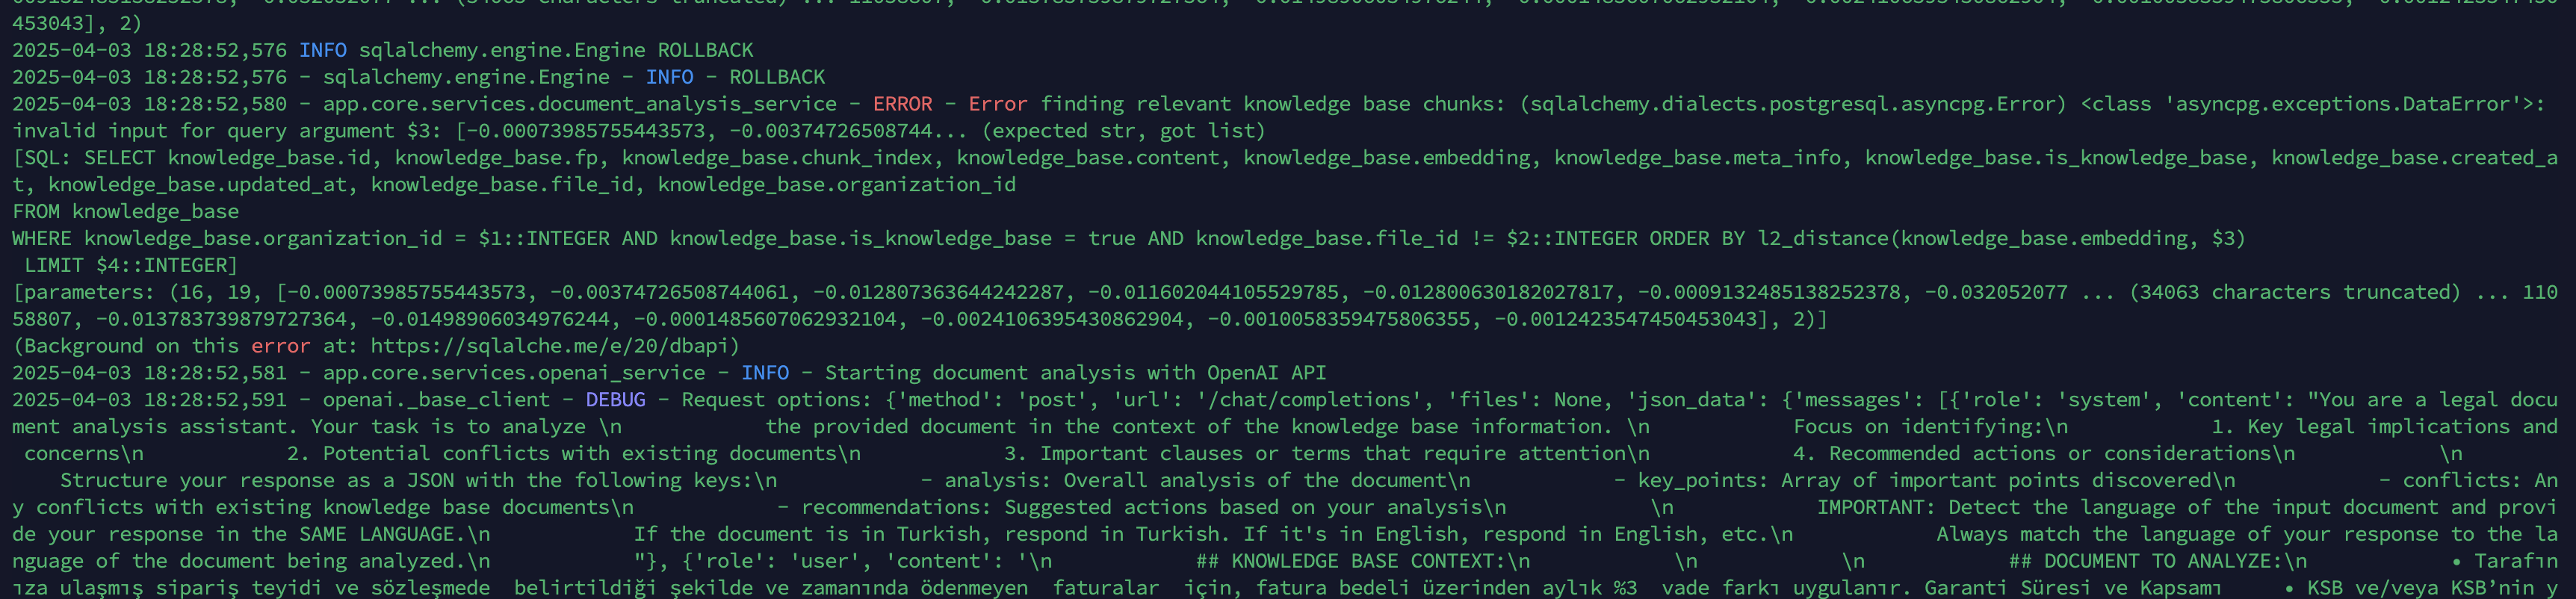 453043], 2)
2025-04-03 18:28:52,576 INFO sqlalchemy.engine.Engine ROLLBACK
2025-04-03 18:28:52,576 - sqlalchemy.engine.Engine - INFO - ROLLBACK
2025-04-03 18:28:52,580 - app.core.services.document_analysis_service - ERROR - Error finding relevant knowledge base chunks: (sqlalchemy.dialects.postgresql.asyncpg.Error) <class 'asyncpg.exceptions.DataError'>:
invalid input for query argument $3: [-0.00073985755443573, -0.00374726508744... (expected str, got list)
[SQL: SELECT knowledge_base.id, knowledge_base.fp, knowledge_base.chunk_index, knowledge_base.content, knowledge_base.embedding, knowledge_base.meta_info, knowledge_base.is_knowledge_base, knowledge_base.created_a
t, knowledge_base.updated_at, knowledge_base.file_id, knowledge_base.organization_id
FROM knowledge_base
WHERE knowledge_base.organization_id = $1::INTEGER AND knowledge_base.is_knowledge_base = true AND knowledge_base.file_id != $2::INTEGER ORDER BY l2_distance(knowledge_base.embedding, $3)
 LIMIT $4::INTEGER]
[parameters: (16, 19, [-0.00073985755443573, -0.00374726508744061, -0.012807363644242287, -0.011602044105529785, -0.012800630182027817, -0.0009132485138252378, -0.032052077 ... (34063 characters truncated) ... 110
58807, -0.013783739879727364, -0.01498906034976244, -0.0001485607062932104, -0.0024106395430862904, -0.0010058359475806355, -0.0012423547450453043], 2)]
(Background on this error at: https://sqlalche.me/e/20/dbapi)
2025-04-03 18:28:52,581 - app.core.services.openai_service - INFO - Starting document analysis with OpenAI API
2025-04-03 18:28:52,591 - openai._base_client - DEBUG - Request options: {'method': 'post', 'url': '/chat/completions', 'files': None, 'json_data': {'messages': [{'role': 'system', 'content': "You are a legal docu
ment analysis assistant. Your task is to analyze \n            the provided document in the context of the knowledge base information. \n            Focus on identifying:\n            1. Key legal implications and
 concerns\n            2. Potential conflicts with existing documents\n            3. Important clauses or terms that require attention\n            4. Recommended actions or considerations\n            \n
    Structure your response as a JSON with the following keys:\n            - analysis: Overall analysis of the document\n            - key_points: Array of important points discovered\n            - conflicts: An
y conflicts with existing knowledge base documents\n            - recommendations: Suggested actions based on your analysis\n            \n            IMPORTANT: Detect the language of the input document and provi
de your response in the SAME LANGUAGE.\n            If the document is in Turkish, respond in Turkish. If it's in English, respond in English, etc.\n            Always match the language of your response to the la
nguage of the document being analyzed.\n            "}, {'role': 'user', 'content': '\n            ## KNOWLEDGE BASE CONTEXT:\n            \n            \n            ## DOCUMENT TO ANALYZE:\n            • Tarafın
ıza ulaşmış sipariş teyidi ve sözleşmede  belirtildiği şekilde ve zamanında ödenmeyen  faturalar  için, fatura bedeli üzerinden aylık %3  vade farkı uygulanır. Garanti Süresi ve Kapsamı     • KSB ve/veya KSB’nin y